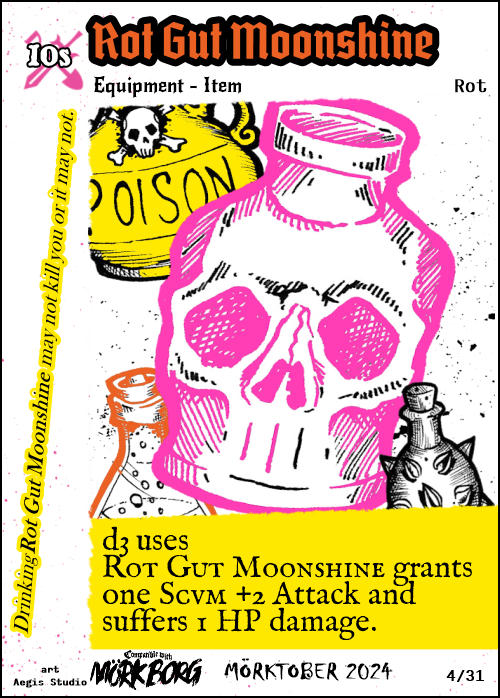 10s
Rot Gut Moonshine
Equipment - Item
Rot
Drinking Rot Gut Moonshine may not kill you or it may not.
POISON
d3 uses
Rot Gut Moonshine grants
one Scvm +2 Attack and
suffers 1 HP damage.
art
Aegis Studio
Compatible with
MÖRK BORG
MÖRKTOBER 2024
4/31